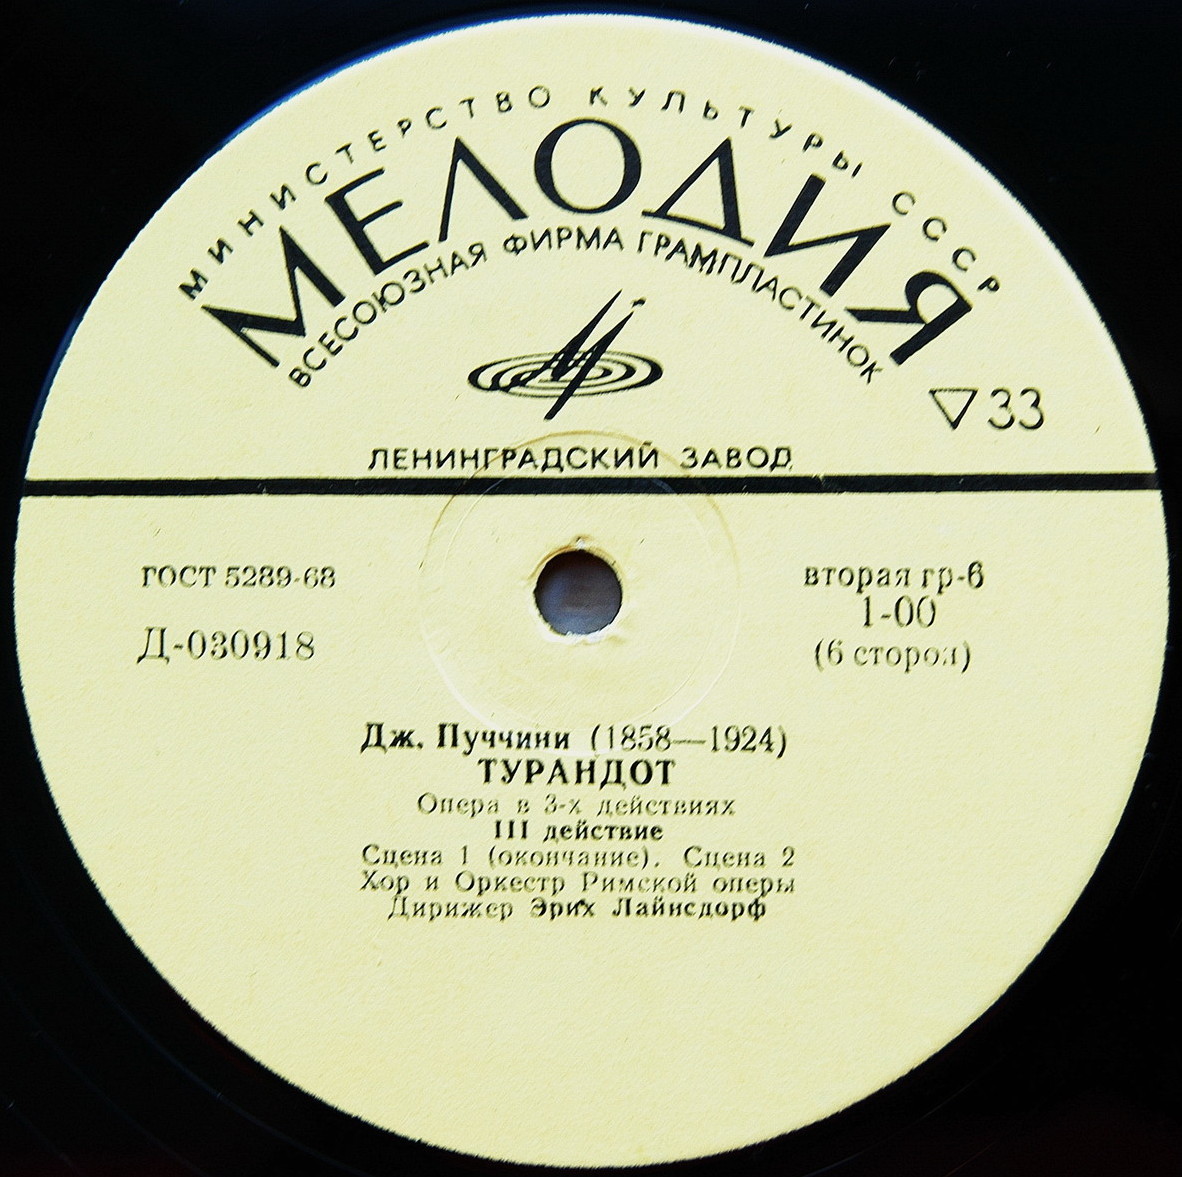 МИНИСТЕРСТВО КУЛЬТУРЫ СССР
МЕЛОДИЯ
ВСЕСОЮЗНАЯ ФИРМА ГРАМПЛАСТИНОК
▽33
ЛЕНИНГРАДСКИЙ ЗАВОД
ГОСТ 5289-68
Д-030918
вторая гр-6
1-00
(6 сторон)
Дж. Пуччини (1858—1924)
ТУРАНДОТ
Опера в 3-х действиях
III действие
Сцена 1 (окончание). Сцена 2
Хор и Оркестр Римской оперы
Дирижер Эрих Лайнсдорф